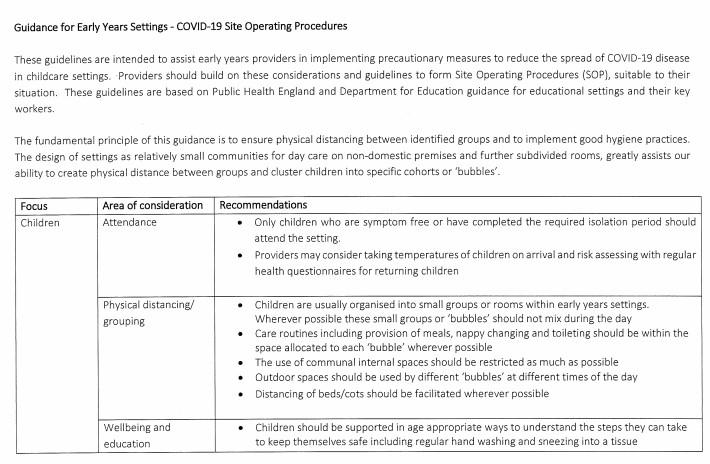 Guidance for Early Years Settings - COVID-19 Site Operating Procedures
These guidelines are intended to assist early years providers in implementing precautionary measures to reduce the spread of COVID-19 disease
in childcare settings. Providers should build on these considerations and guidelines to form Site Operating Procedures (SOP), suitable to their
situation. These guidelines are based on Public Health England and Department for Education guidance for educational settings and their key
workers.
The fundamental principle of this guidance is to ensure physical distancing between identified groups and to implement good hygiene practices.
The design of settings as relatively small communities for day care on non-domestic premises and further subdivided rooms, greatly assists our
ability to create physical distance between groups and cluster children into specific cohorts or 'bubbles'.
Focus Area of consideration Recommendations
Children Attendance • Only children who are symptom free or have completed the required isolation period should
attend the setting.
• Providers may consider taking temperatures of children on arrival and risk assessing with regular
health questionnaires for returning children
Physical distancing/ • Children are usually organised into small groups or rooms within early years settings.
grouping Wherever possible these small groups or 'bubbles' should not mix during the day
• Care routines including provision of meals, nappy changing and toileting should be within the
space allocated to each 'bubble' wherever possible
• The use of communal internal spaces should be restricted as much as possible
• Outdoor spaces should be used by different 'bubbles' at different times of the day
• Distancing of beds/cots should be facilitated wherever possible
Wellbeing and • Children should be supported in age appropriate ways to understand the steps they can take
education to keep themselves safe including regular hand washing and sneezing into a tissue